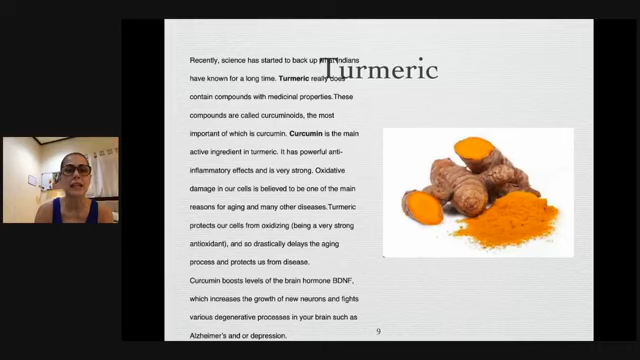 Turmeric
Recently, science has started to back up what Indians
have known for a long time. Turmeric really does
contain compounds with medicinal properties.These
compounds are called curcuminoids, the most
important of which is curcumin. Curcumin is the main
active ingredient in turmeric. It has powerful anti-
inflammatory effects and is very strong. Oxidative
damage in our cells is believed to be one of the main
reasons for aging and many other diseases.Turmeric
protects our cells from oxidizing (being a very strong
antioxidant), and so drastically delays the aging
process and protects us from disease.
Curcumin boosts levels of the brain hormone BDNF,
which increases the growth of new neurons and fights
various degenerative processes in your brain such as
Alzheimer's and or depression.
9